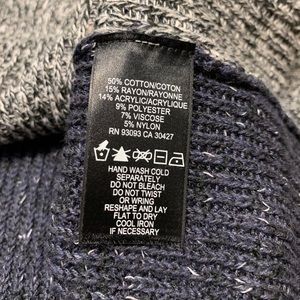 50% COTTON/COTON
15% RAYON/RAYONNE
14% ACRYLIC/ACRYLIQUE
9% POLYESTER
7% VISCOSE
5% NYLON
RN 93093 CA 30427
HAND WASH COLD
SEPARATELY
DO NOT BLEACH
DO NOT TWIST
OR WRING
RESHAPE AND LAY
FLAT TO DRY
COOL IRON
IF NECESSARY